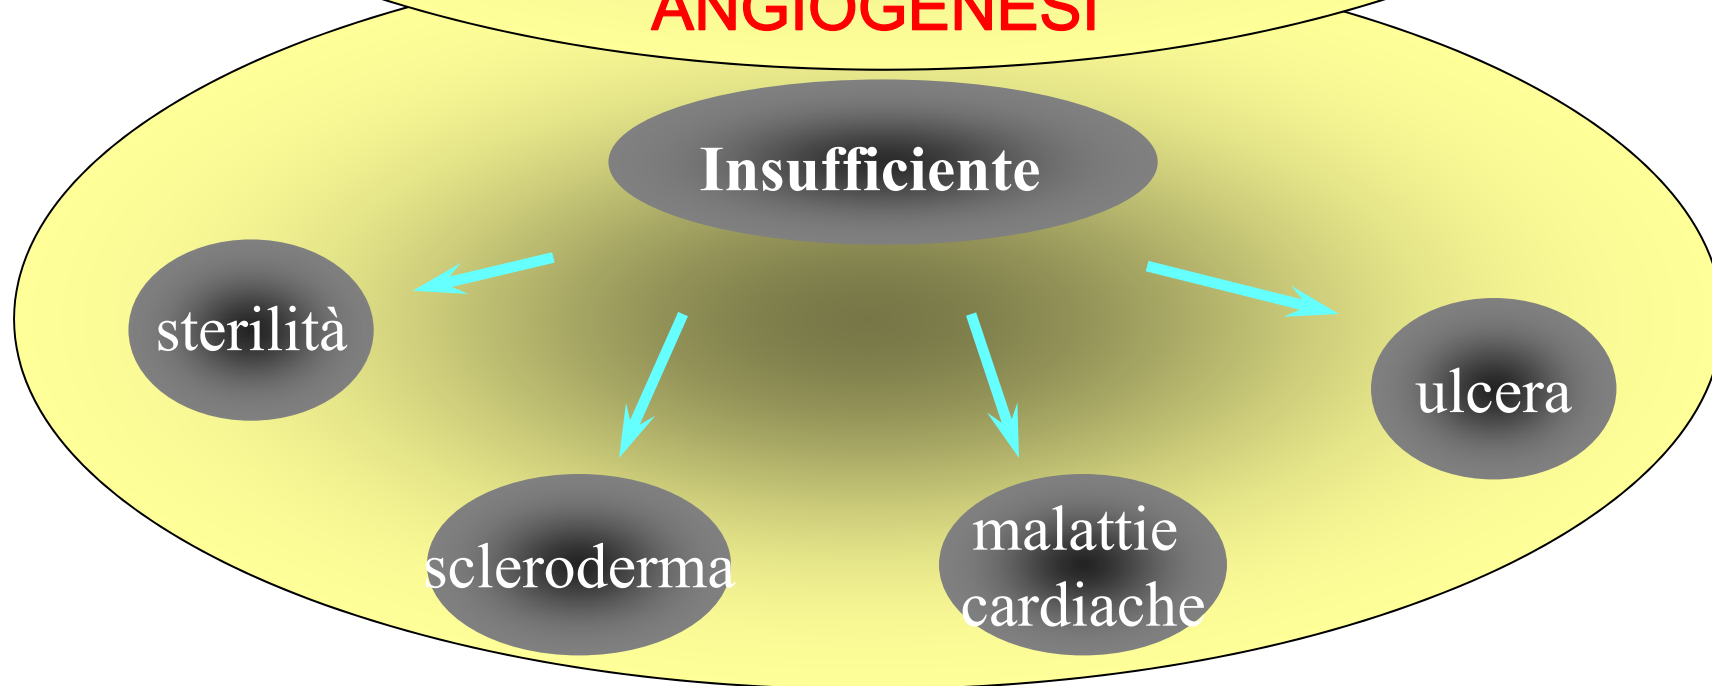 ANGIOGENESI
Insufficiente
sterilità
ulcera
scleroderma
malattie
cardiache